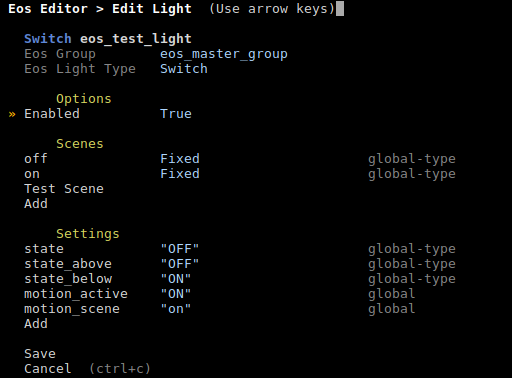 Eos Editor > Edit Light  (Use arrow keys)
Switch eos_test_light
Eos Group        eos_master_group
Eos Light Type   Switch
Options
» Enabled          True
Scenes
off              Fixed                     global-type
on               Fixed                     global-type
Test Scene
Add
Settings
state            "OFF"                     global-type
state_above      "OFF"                     global-type
state_below      "ON"                      global-type
motion_active    "ON"                      global
motion_scene     "on"                      global
Add
Save
Cancel  (ctrl+c)